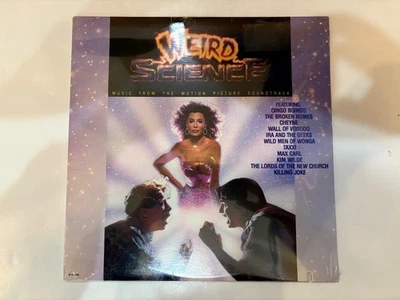 WEIRD
SCIENCE
MUSIC FROM THE MOTION PICTURE SOUNDTRACK
FEATURING
OINGO BOINGO
THE BROKEN HOMES
CHEYNE
WALL OF VOODOO
IRA AND THE GEEKS
WILD MEN OF WONGA
TAXXI
MAX CARL
KIM WILDE
THE LORDS OF THE NEW CHURCH
KILLING JOKE